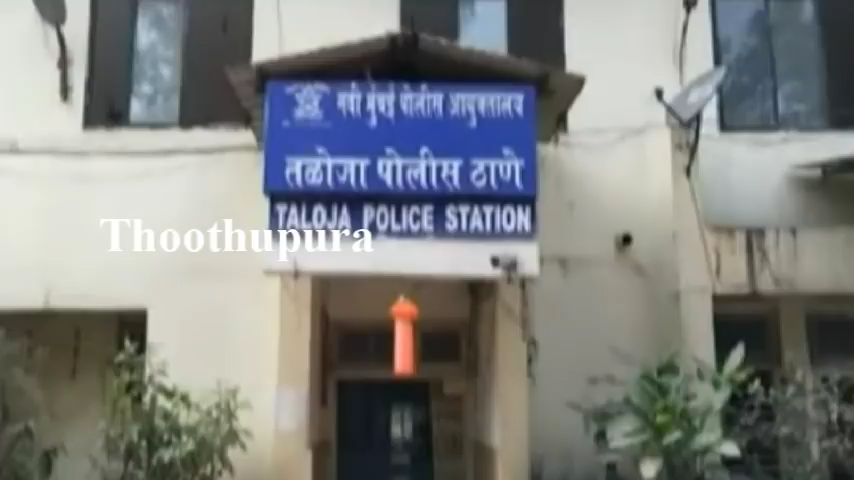 नवी मुंबई पोलीस आयुक्तालय
तळोजा पोलीस ठाणे
TALOJA POLICE STATION
Thoothupura